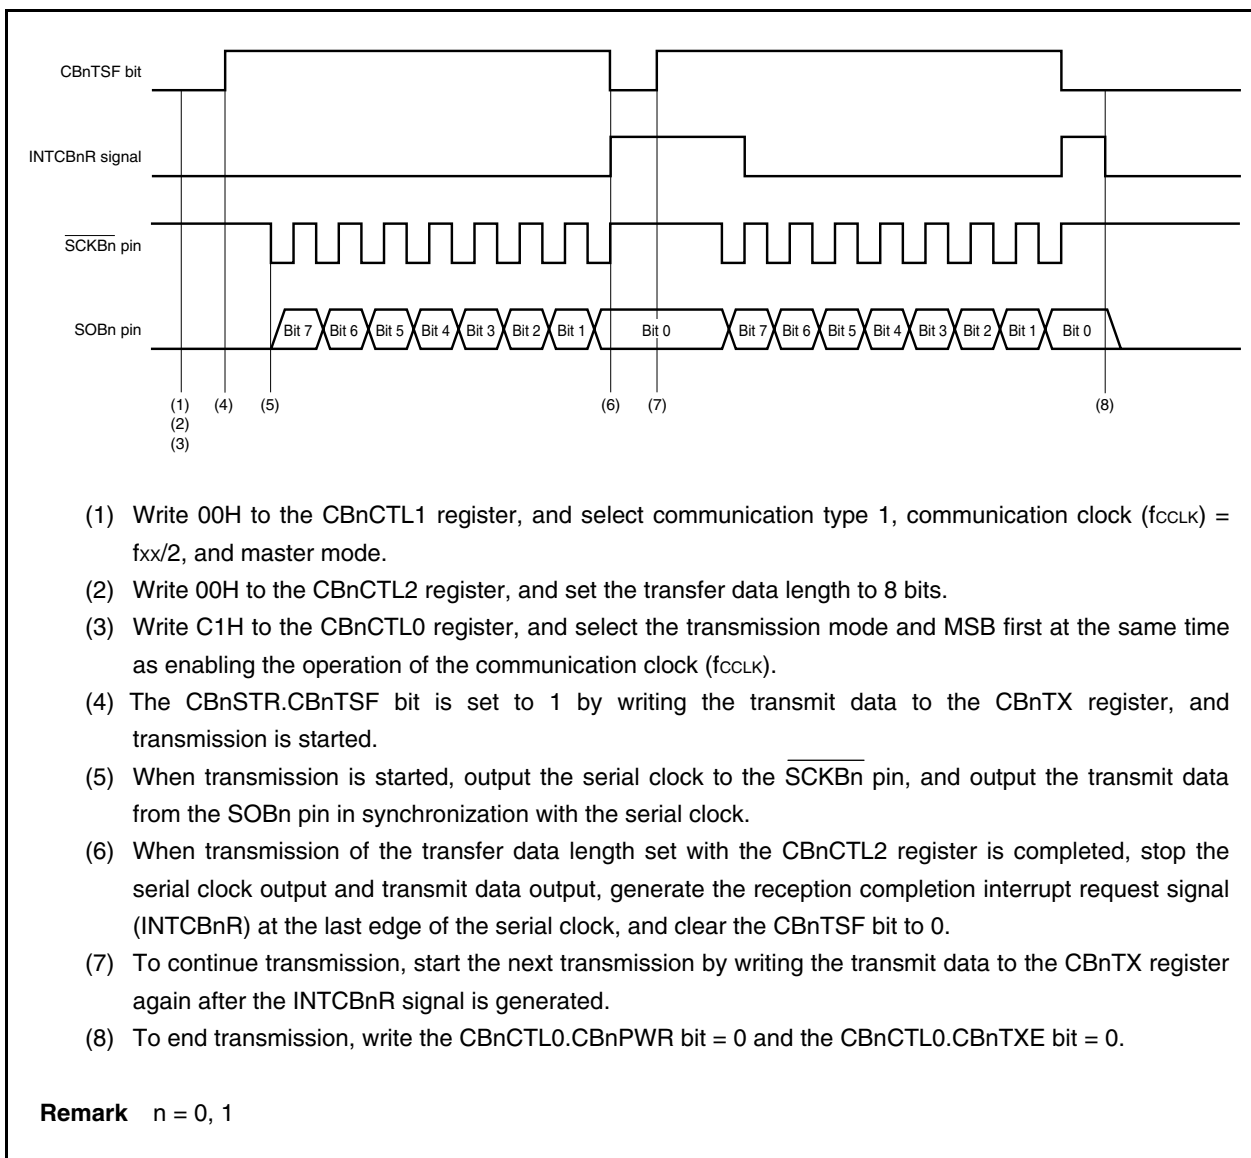 CBnTSF bit
INTCBnR signal
SCKBn pin
SOBn pin
Bit 7 Bit 6 Bit 5 Bit 4 Bit 3 Bit 2 Bit 1 Bit 0 Bit 7 Bit 6 Bit 5 Bit 4 Bit 3 Bit 2 Bit 1 Bit 0
(1) (4) (5) (6) (7) (8)
(2)
(3)
(1) Write 00H to the CBnCTL1 register, and select communication type 1, communication clock (fCCLK) =
fxx/2, and master mode.
(2) Write 00H to the CBnCTL2 register, and set the transfer data length to 8 bits.
(3) Write C1H to the CBnCTL0 register, and select the transmission mode and MSB first at the same time
as enabling the operation of the communication clock (fCCLK).
(4) The CBnSTR.CBnTSF bit is set to 1 by writing the transmit data to the CBnTX register, and
transmission is started.
(5) When transmission is started, output the serial clock to the SCKBn pin, and output the transmit data
from the SOBn pin in synchronization with the serial clock.
(6) When transmission of the transfer data length set with the CBnCTL2 register is completed, stop the
serial clock output and transmit data output, generate the reception completion interrupt request signal
(INTCBnR) at the last edge of the serial clock, and clear the CBnTSF bit to 0.
(7) To continue transmission, start the next transmission by writing the transmit data to the CBnTX register
again after the INTCBnR signal is generated.
(8) To end transmission, write the CBnCTL0.CBnPWR bit = 0 and the CBnCTL0.CBnTXE bit = 0.
Remark n = 0, 1